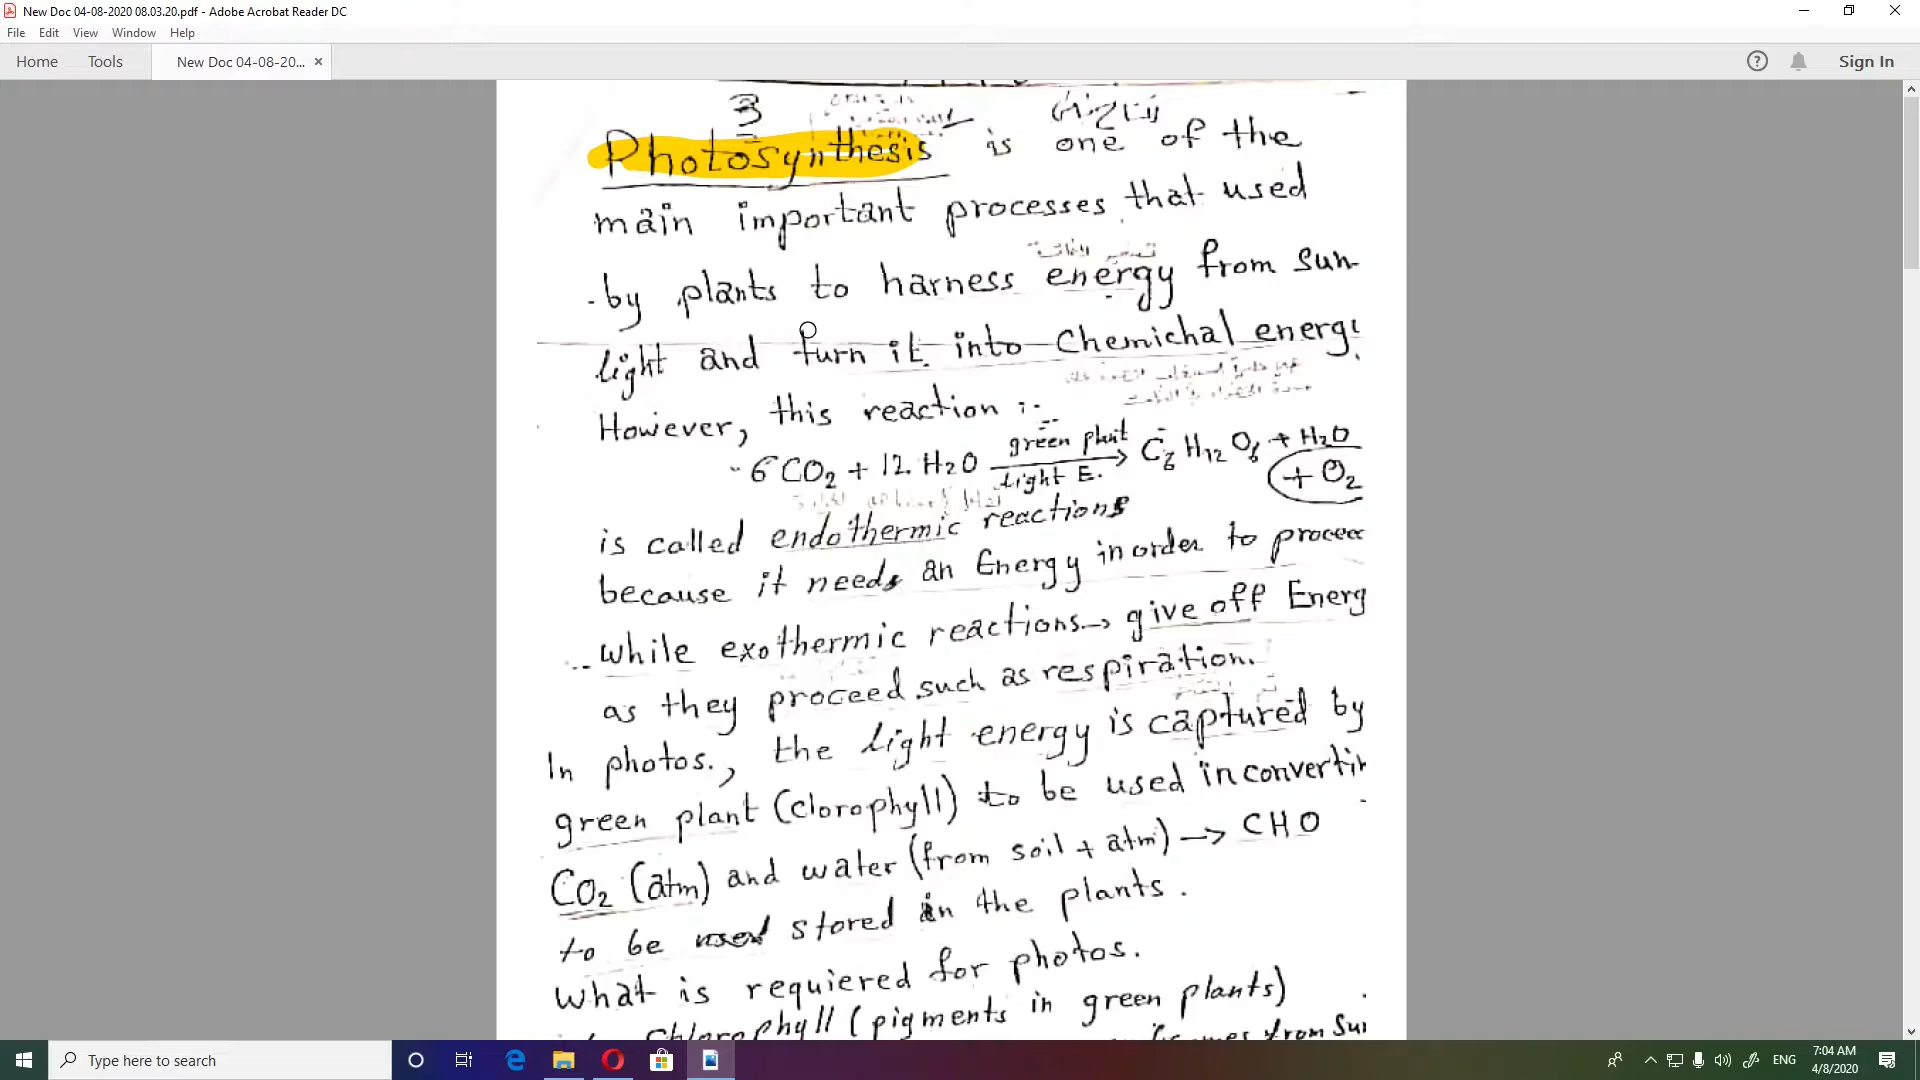 New Doc 04-08-2020 08.03.20.pdf - Adobe Acrobat Reader DC
File Edit View Window Help
Home Tools New Doc 04-08-20... × Sign In
3
Photosynthesis is one of the
main important processes that used
by plants to harness energy from sun-
light and turn it into Chemichal energ
However, this reaction :-
6 CO2 + 12 H2O green plant light E. → C6 H12 O6 + H2O
+ O2
is called endothermic reactions
because it needs an Energy in order to procee
while exothermic reactions → give off Energ
as they proceed such as respiration.
In photos., the light energy is captured by
green plant (clorophyll) to be used in convertin
CO2 (atm) and water (from soil + atm) → CHO
to be stored in the plants.
What is requiered for photos.
Chlorophyll (pigments in green plants)
from Sun
Type here to search ENG 7:04 AM
4/8/2020